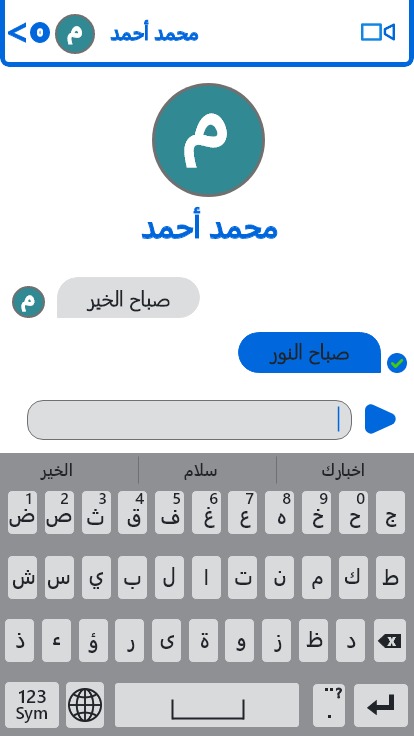 0 م محمد أحمد
م
محمد أحمد
م صباح الخير
صباح النور
اخبارك سلام الخير
1 2 3 4 5 6 7 8 9 0
ض ص ث ق ف غ ع ه خ ح ج
ش س ي ب ل ا ت ن م ك ط
ذ ء ؤ ر ى ة و ز ظ د X
123 Sym . ?